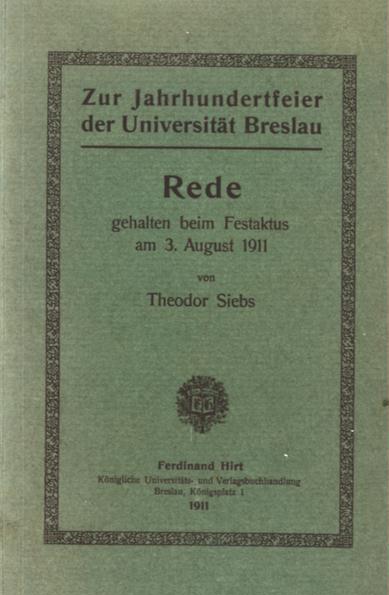 Zur Jahrhundertfeier
der Universität Breslau
Rede
gehalten beim Festaktus
am 3. August 1911
von
Theodor Siebs
Ferdinand Hirt
Königliche Universitäts- und Verlagsbuchhandlung
Breslau, Königsplatz 1
1911